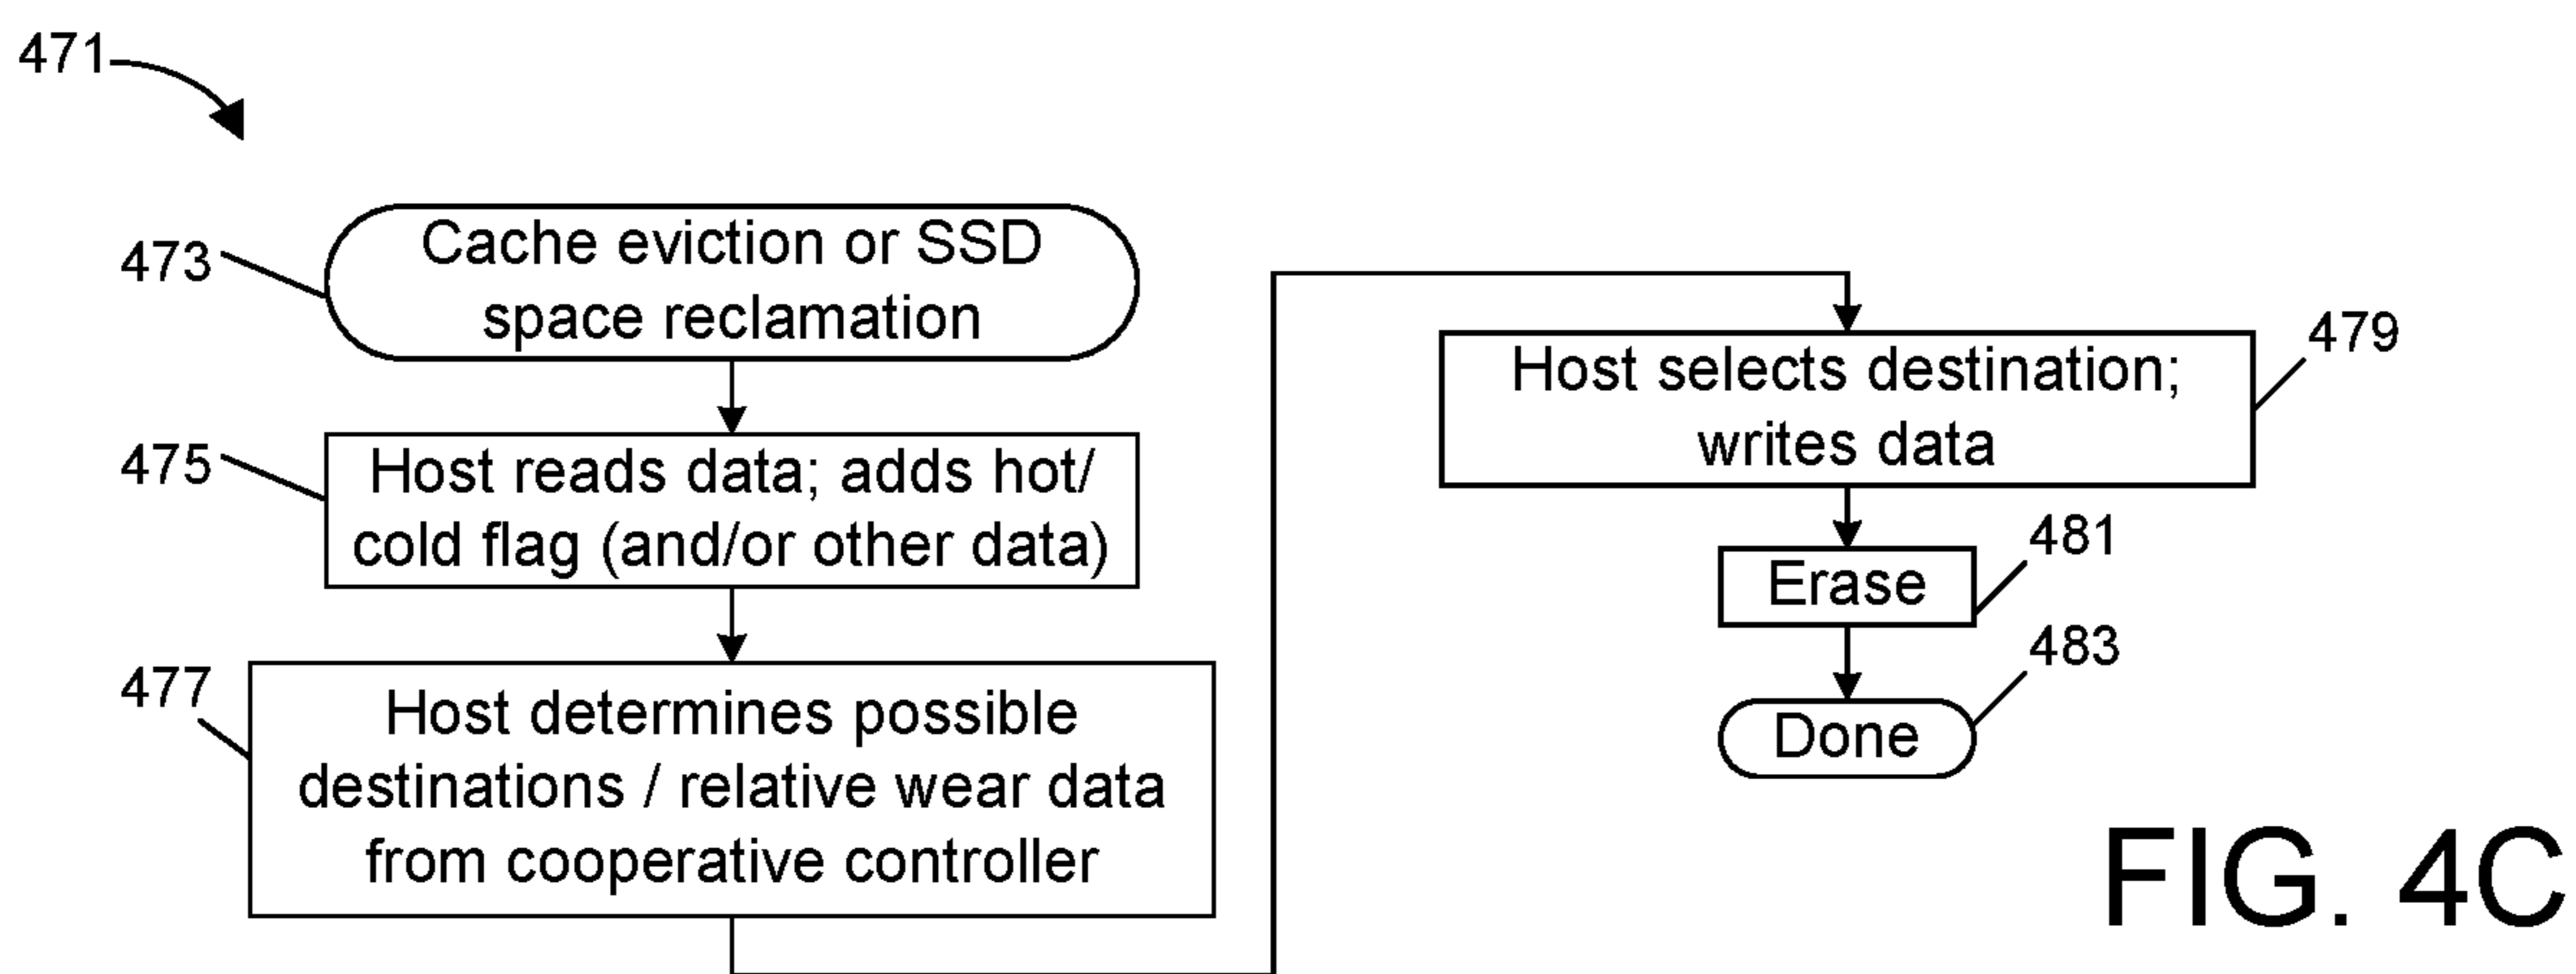 471
473
Cache eviction or SSD
space reclamation
475
Host reads data; adds hot/
cold flag (and/or other data)
477
Host determines possible
destinations / relative wear data
from cooperative controller
479
Host selects destination;
writes data
481
Erase
483
Done
FIG. 4C